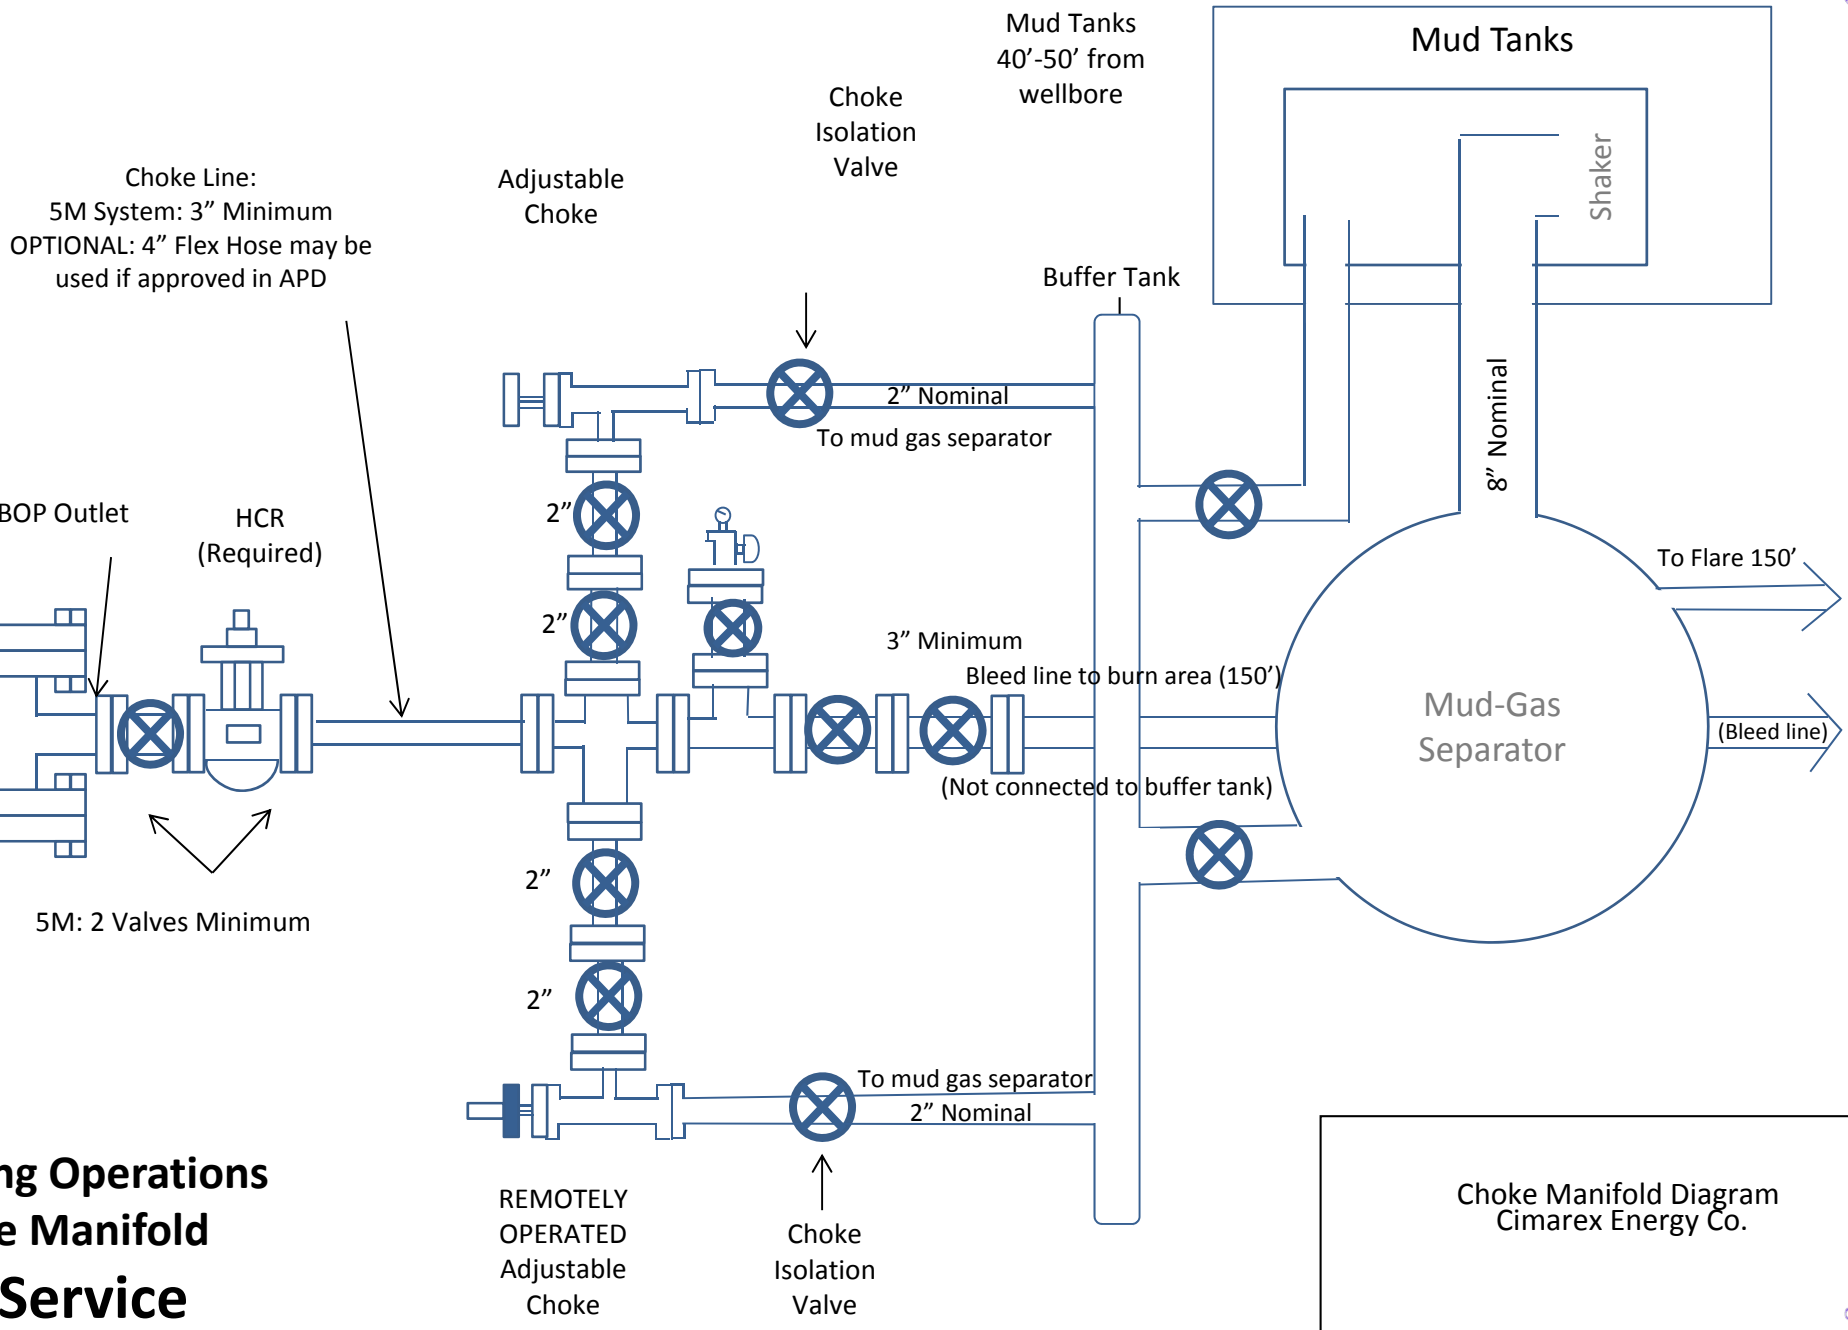 Mud Tanks
40’-50’ from
wellbore
Mud Tanks
Choke
Isolation
Valve
Shaker
Choke Line:
5M System: 3” Minimum
OPTIONAL: 4” Flex Hose may be
used if approved in APD
Adjustable
Choke
Buffer Tank
2” Nominal
To mud gas separator
8” Nominal
BOP Outlet
HCR
(Required)
2”
2”
To Flare 150’
3” Minimum
Bleed line to burn area (150’)
Mud-Gas
Separator
(Bleed line)
(Not connected to buffer tank)
2”
5M: 2 Valves Minimum
2”
To mud gas separator
2” Nominal
ng Operations
e Manifold
Service
REMOTELY
OPERATED
Adjustable
Choke
Choke
Isolation
Valve
Choke Manifold Diagram
Cimarex Energy Co.